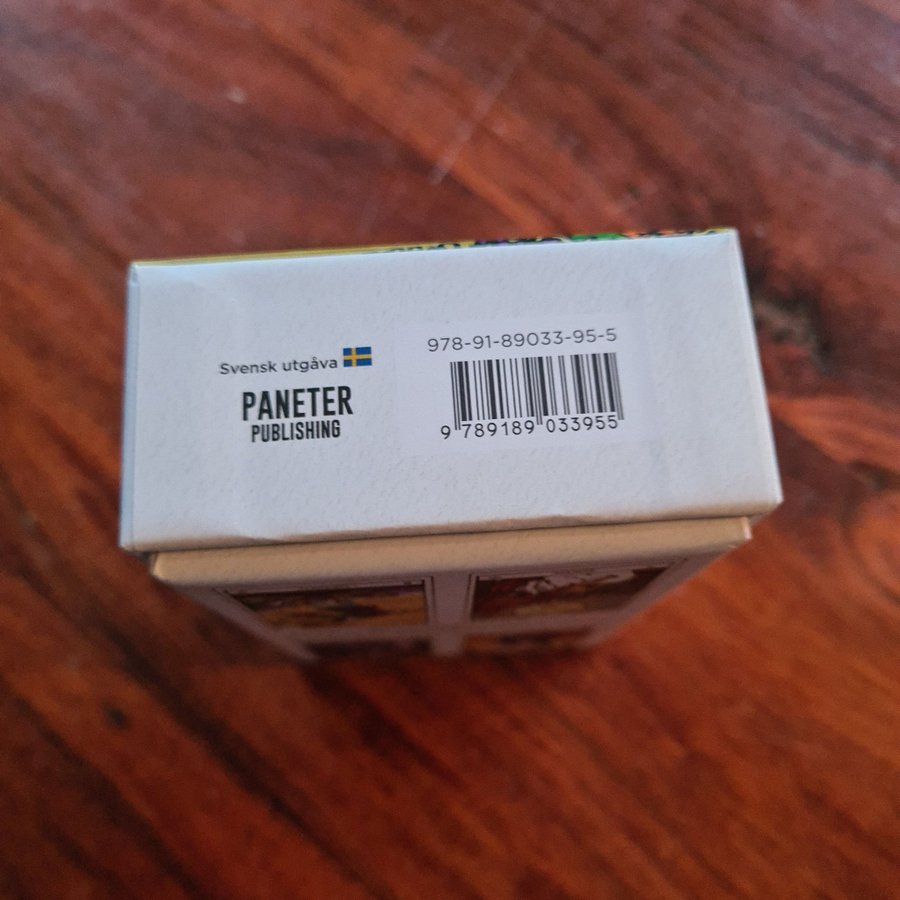 Svensk utgåva
PANETER
PUBLISHING
978-91-89033-95-5
9 789189 033955